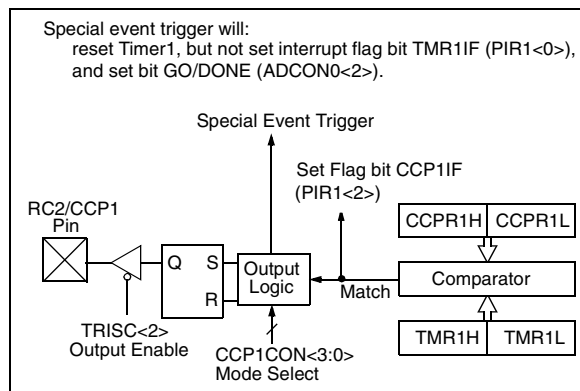 Special event trigger will:
reset Timer1, but not set interrupt flag bit TMR1IF (PIR1<0>),
and set bit GO/DONE (ADCON0<2>).
Special Event Trigger
Set Flag bit CCP1IF
(PIR1<2>)
RC2/CCP1
Pin
CCPR1H CCPR1L
Q S
R
Output
Logic
Match
Comparator
TRISC<2>
Output Enable
CCP1CON<3:0>
Mode Select
TMR1H TMR1L